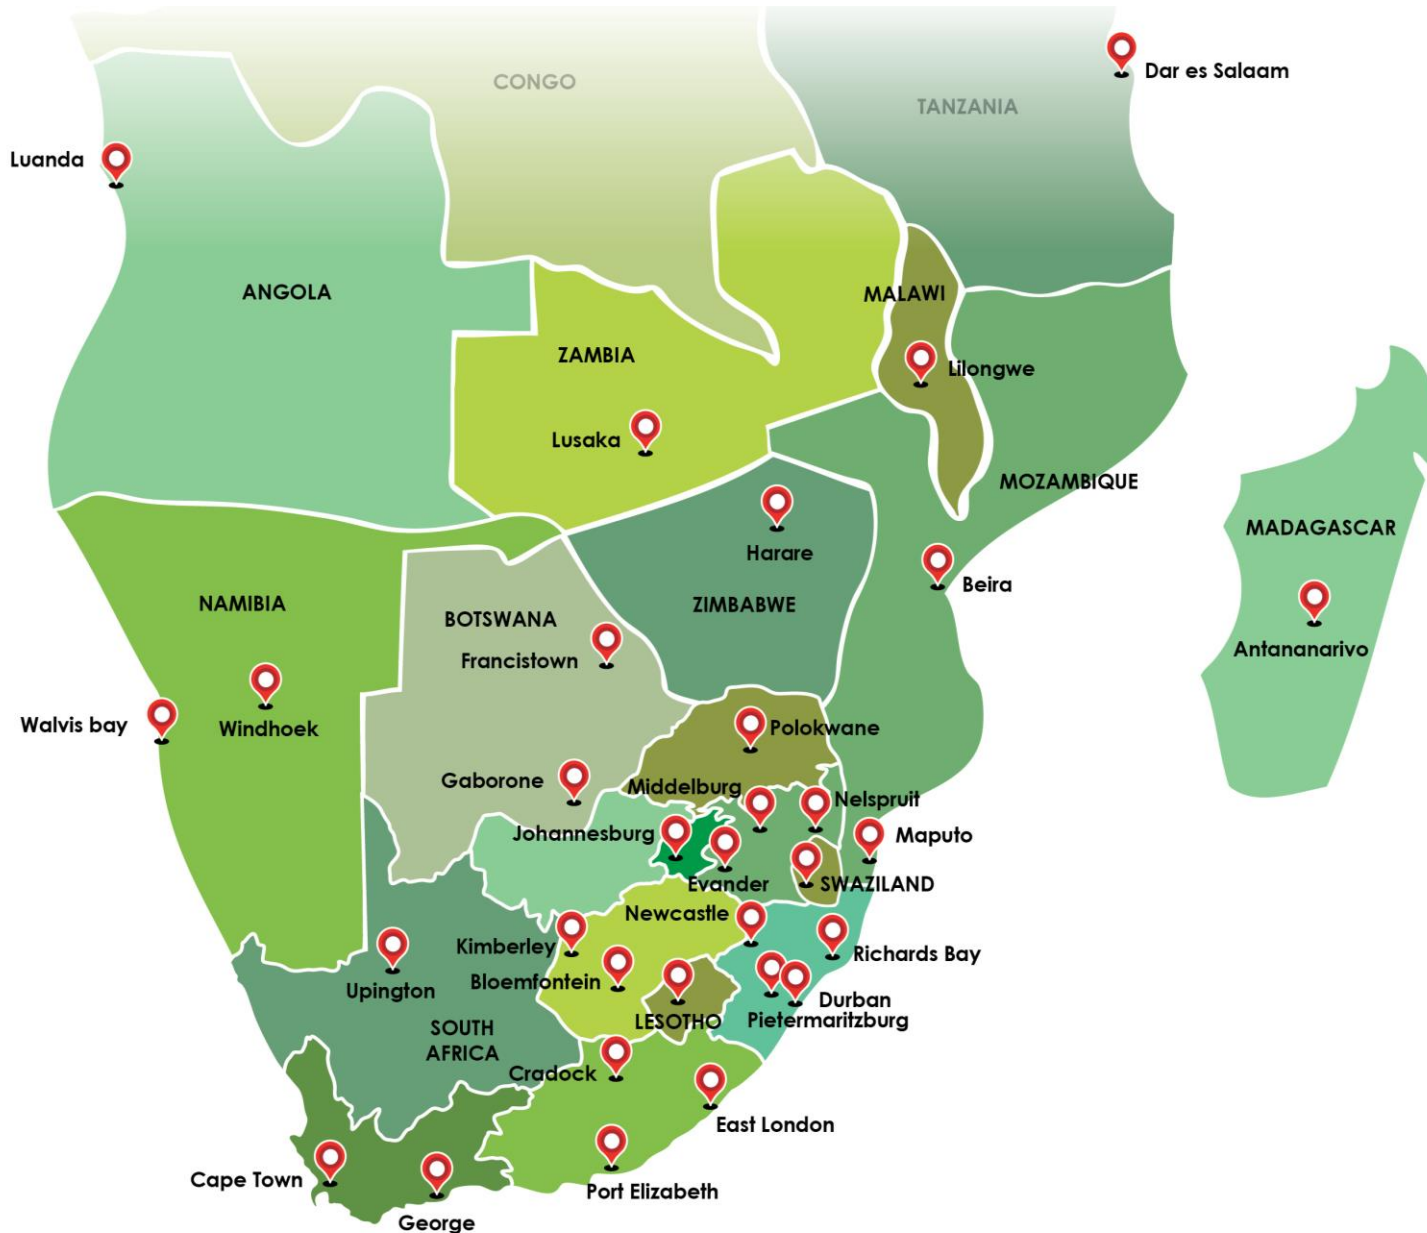 CONGO
Dar es Salaam
TANZANIA
Luanda
ANGOLA
MALAWI
ZAMBIA
Lilongwe
Lusaka
MOZAMBIQUE
MADAGASCAR
Harare
Beira
NAMIBIA
ZIMBABWE
BOTSWANA
Francistown
Antananarivo
Walvis bay
Windhoek
Polokwane
Gaborone
Middelburg
Nelspruit
Johannesburg
Maputo
Evander
SWAZILAND
Newcastle
Kimberley
Richards Bay
Bloemfontein
Upington
Durban
LESOTHO
Pietermaritzburg
SOUTH
AFRICA
Cradock
East London
Cape Town
Port Elizabeth
George